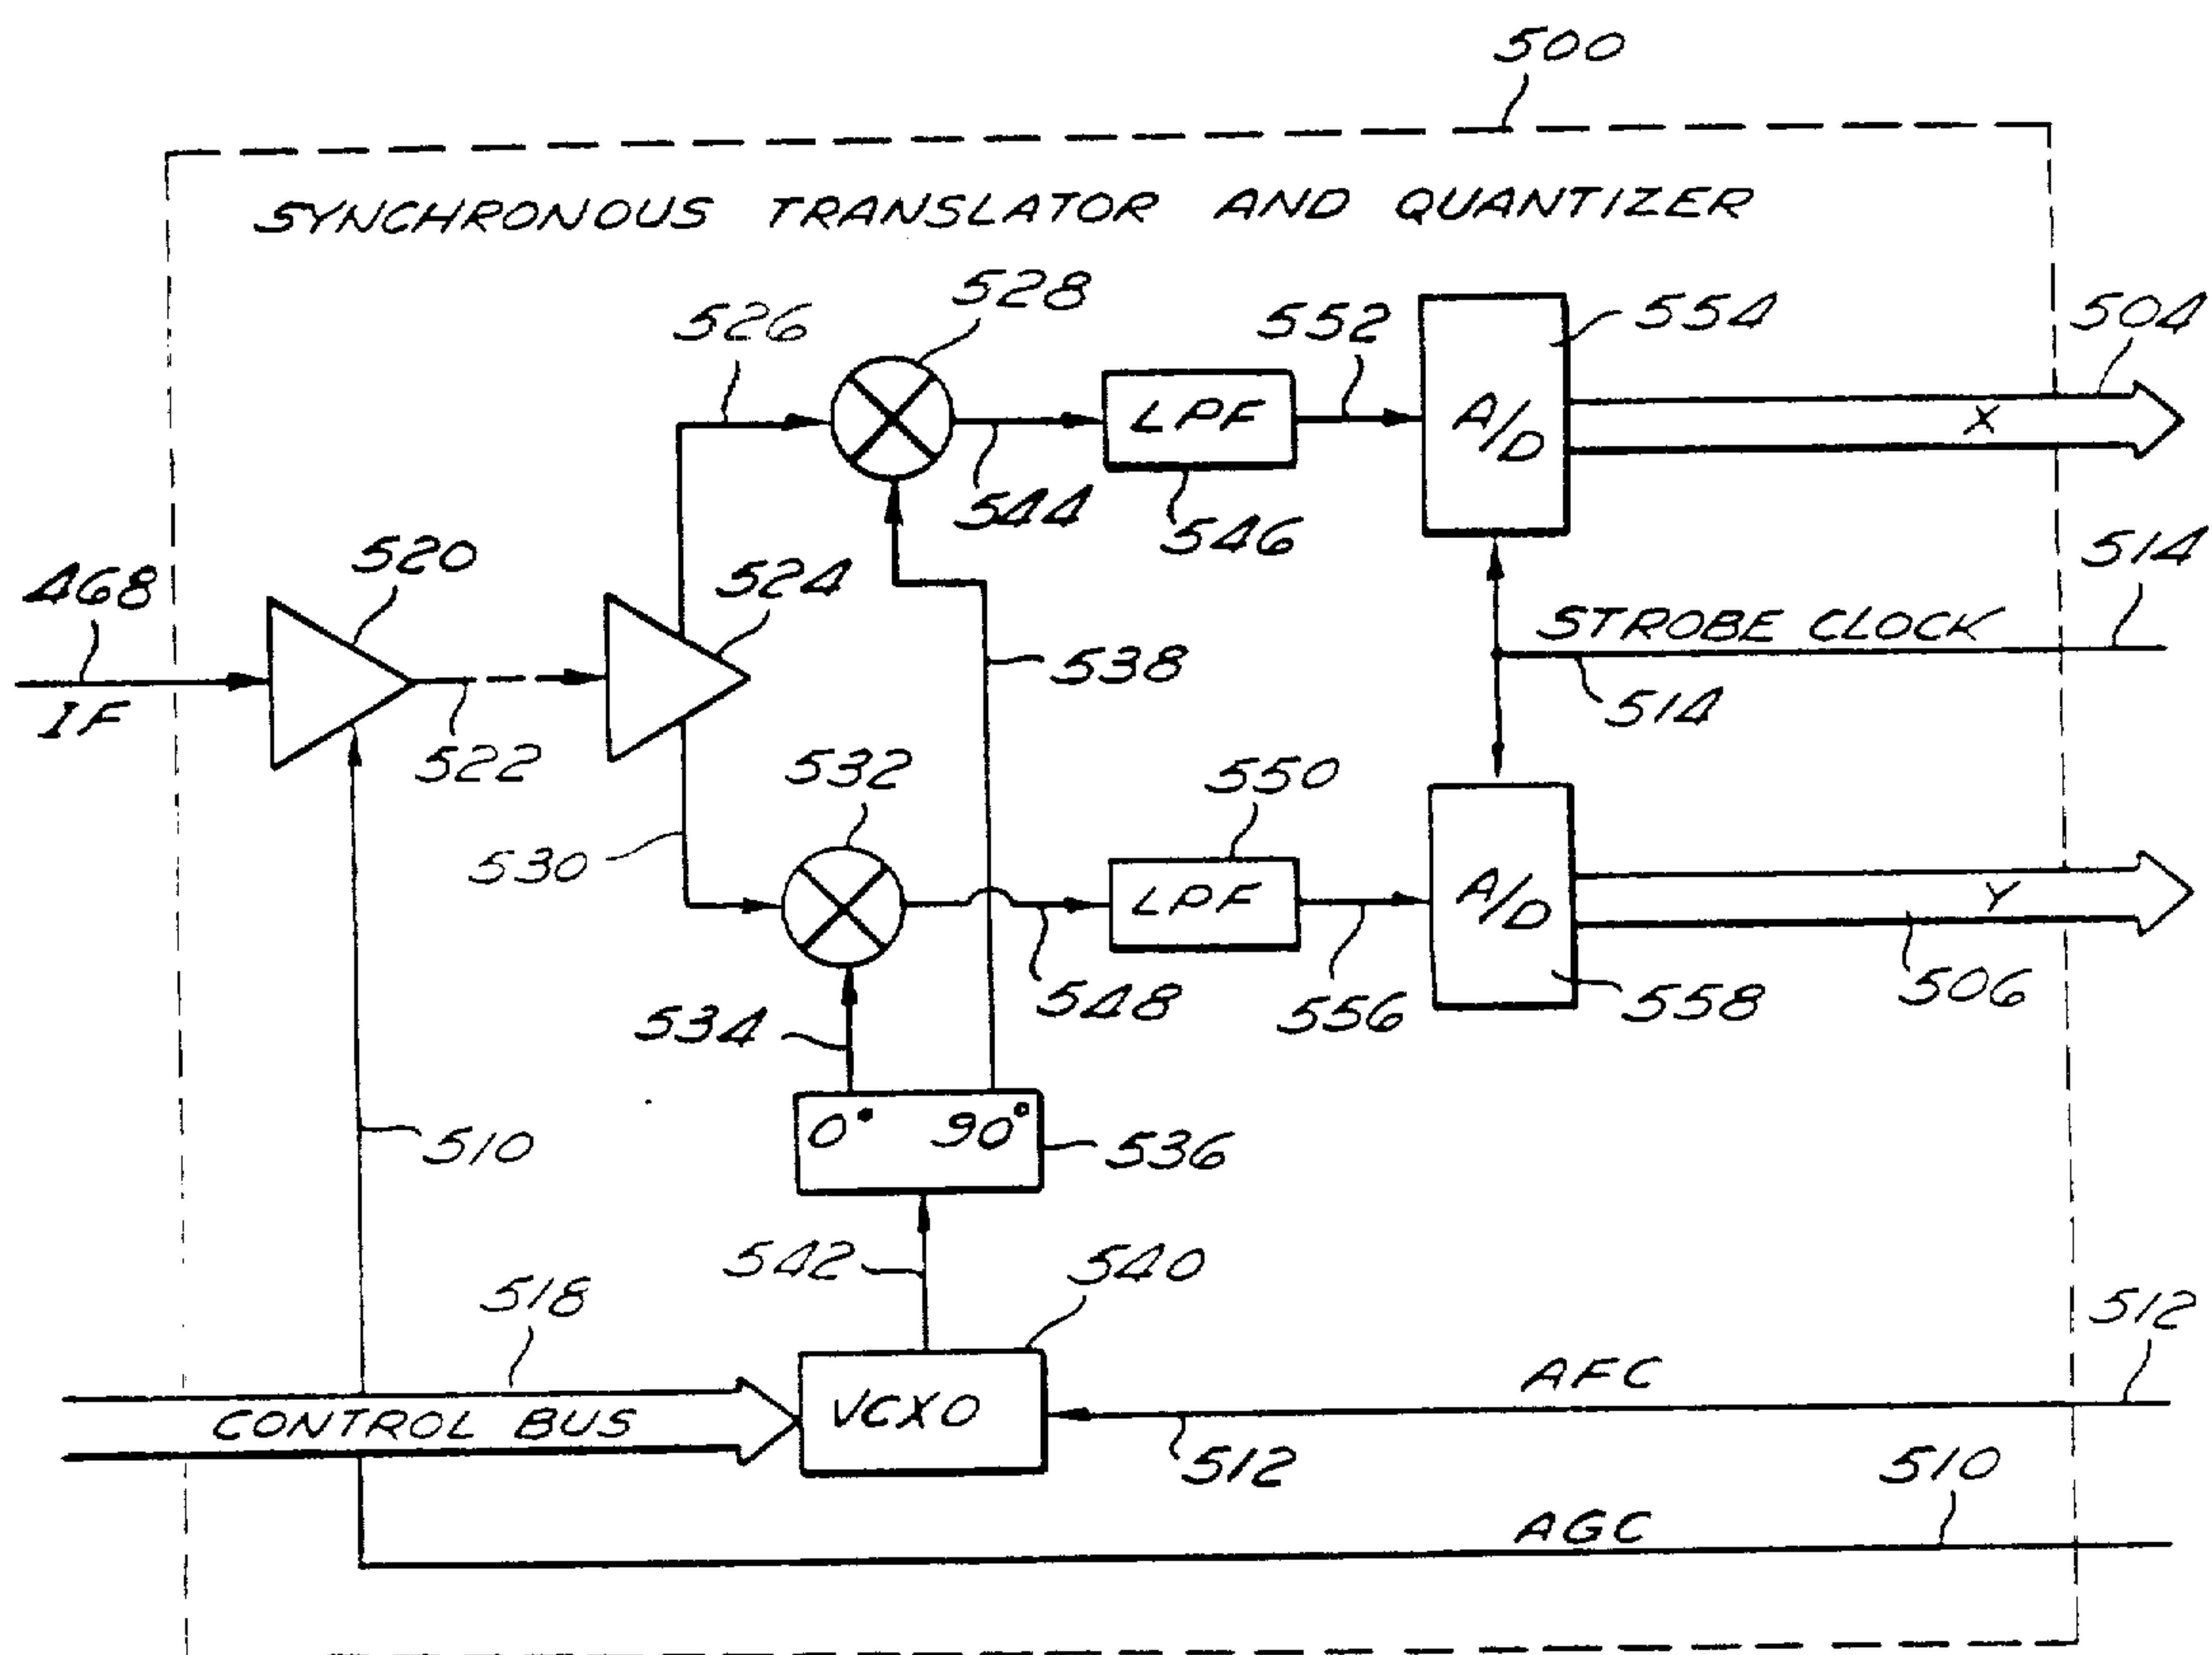 500
SYNCHRONOUS TRANSLATOR AND QUANTIZER
528
526
552
554
504
LPF
A/D
X
544
546
520
524
514
468
STROBE CLOCK
IF
538
514
522
532
550
530
LPF
A/D
Y
548
556
558
506
534
0° 90°
510
536
542
540
518
512
AFC
CONTROL BUS
VCXO
512
510
AGC